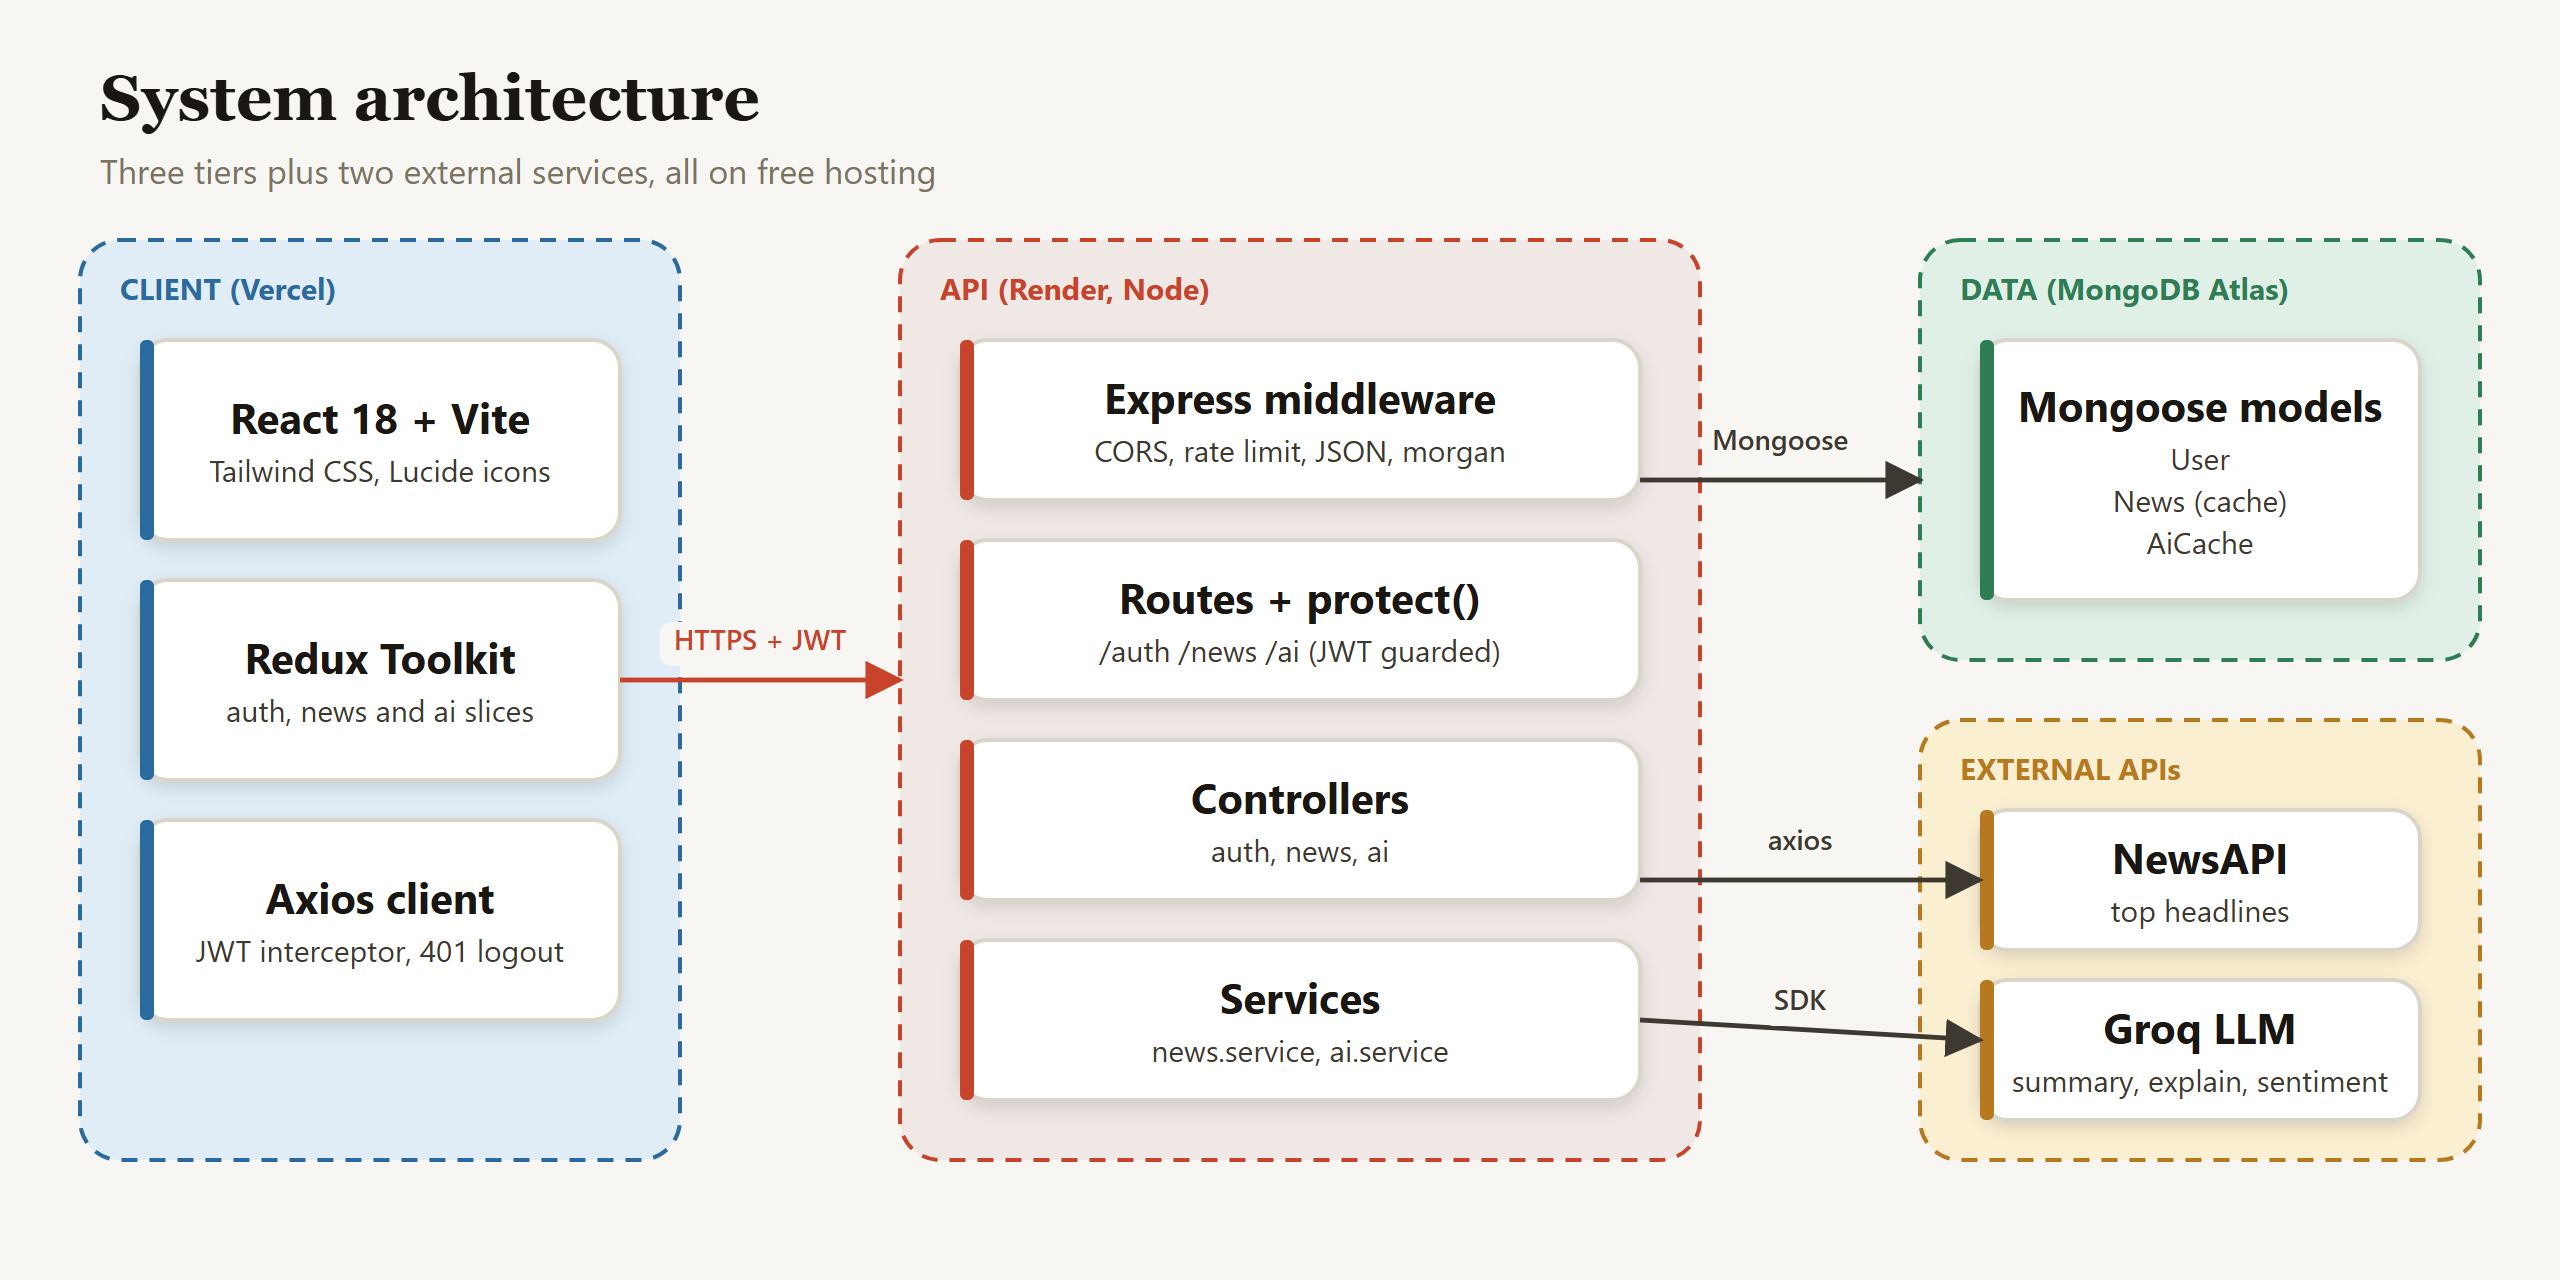 System architecture
Three tiers plus two external services, all on free hosting
CLIENT (Vercel)
React 18 + Vite
Tailwind CSS, Lucide icons
Redux Toolkit
auth, news and ai slices
Axios client
JWT interceptor, 401 logout
HTTPS + JWT
API (Render, Node)
Express middleware
CORS, rate limit, JSON, morgan
Routes + protect()
/auth /news /ai (JWT guarded)
Controllers
auth, news, ai
Services
news.service, ai.service
Mongoose
axios
SDK
DATA (MongoDB Atlas)
Mongoose models
User
News (cache)
AiCache
EXTERNAL APIs
NewsAPI
top headlines
Groq LLM
summary, explain, sentiment